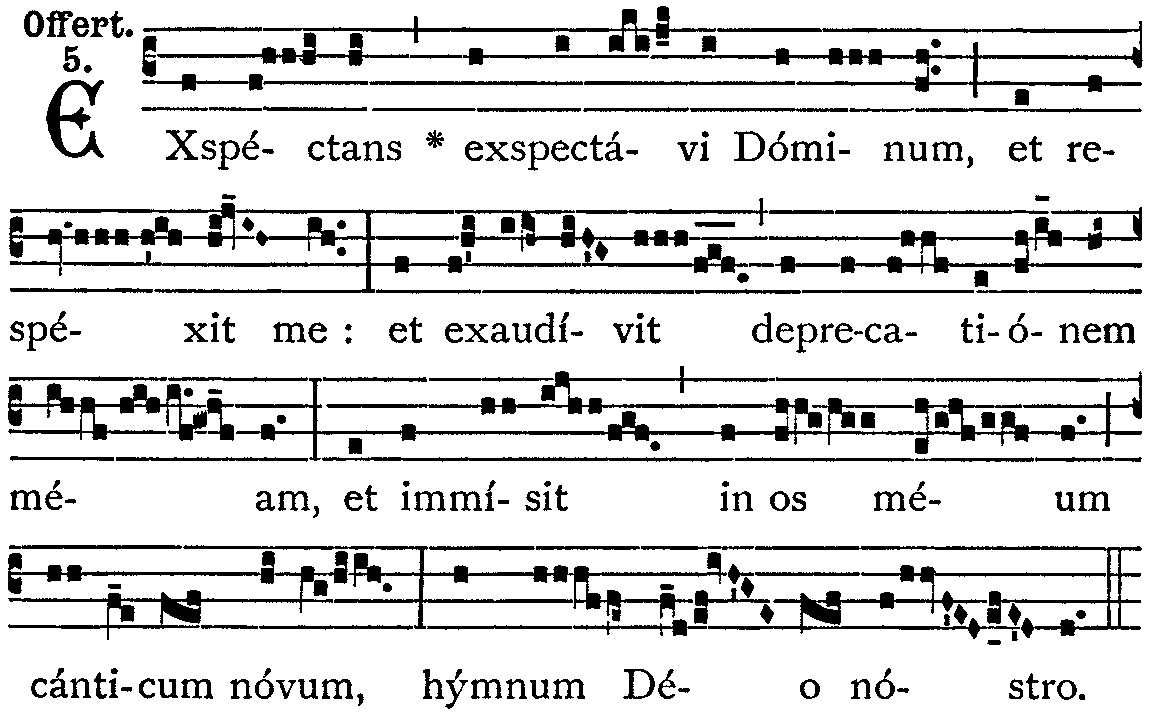 Offert.
5.
EXspé- ctans * exspectá- vi Dómi- num, et re-
spé- xit me : et exaudí- vit depre-ca- ti-ó- nem
mé- am, et immí- sit in os mé- um
cánti-cum nóvum, hýmnum Dé- o nó- stro.